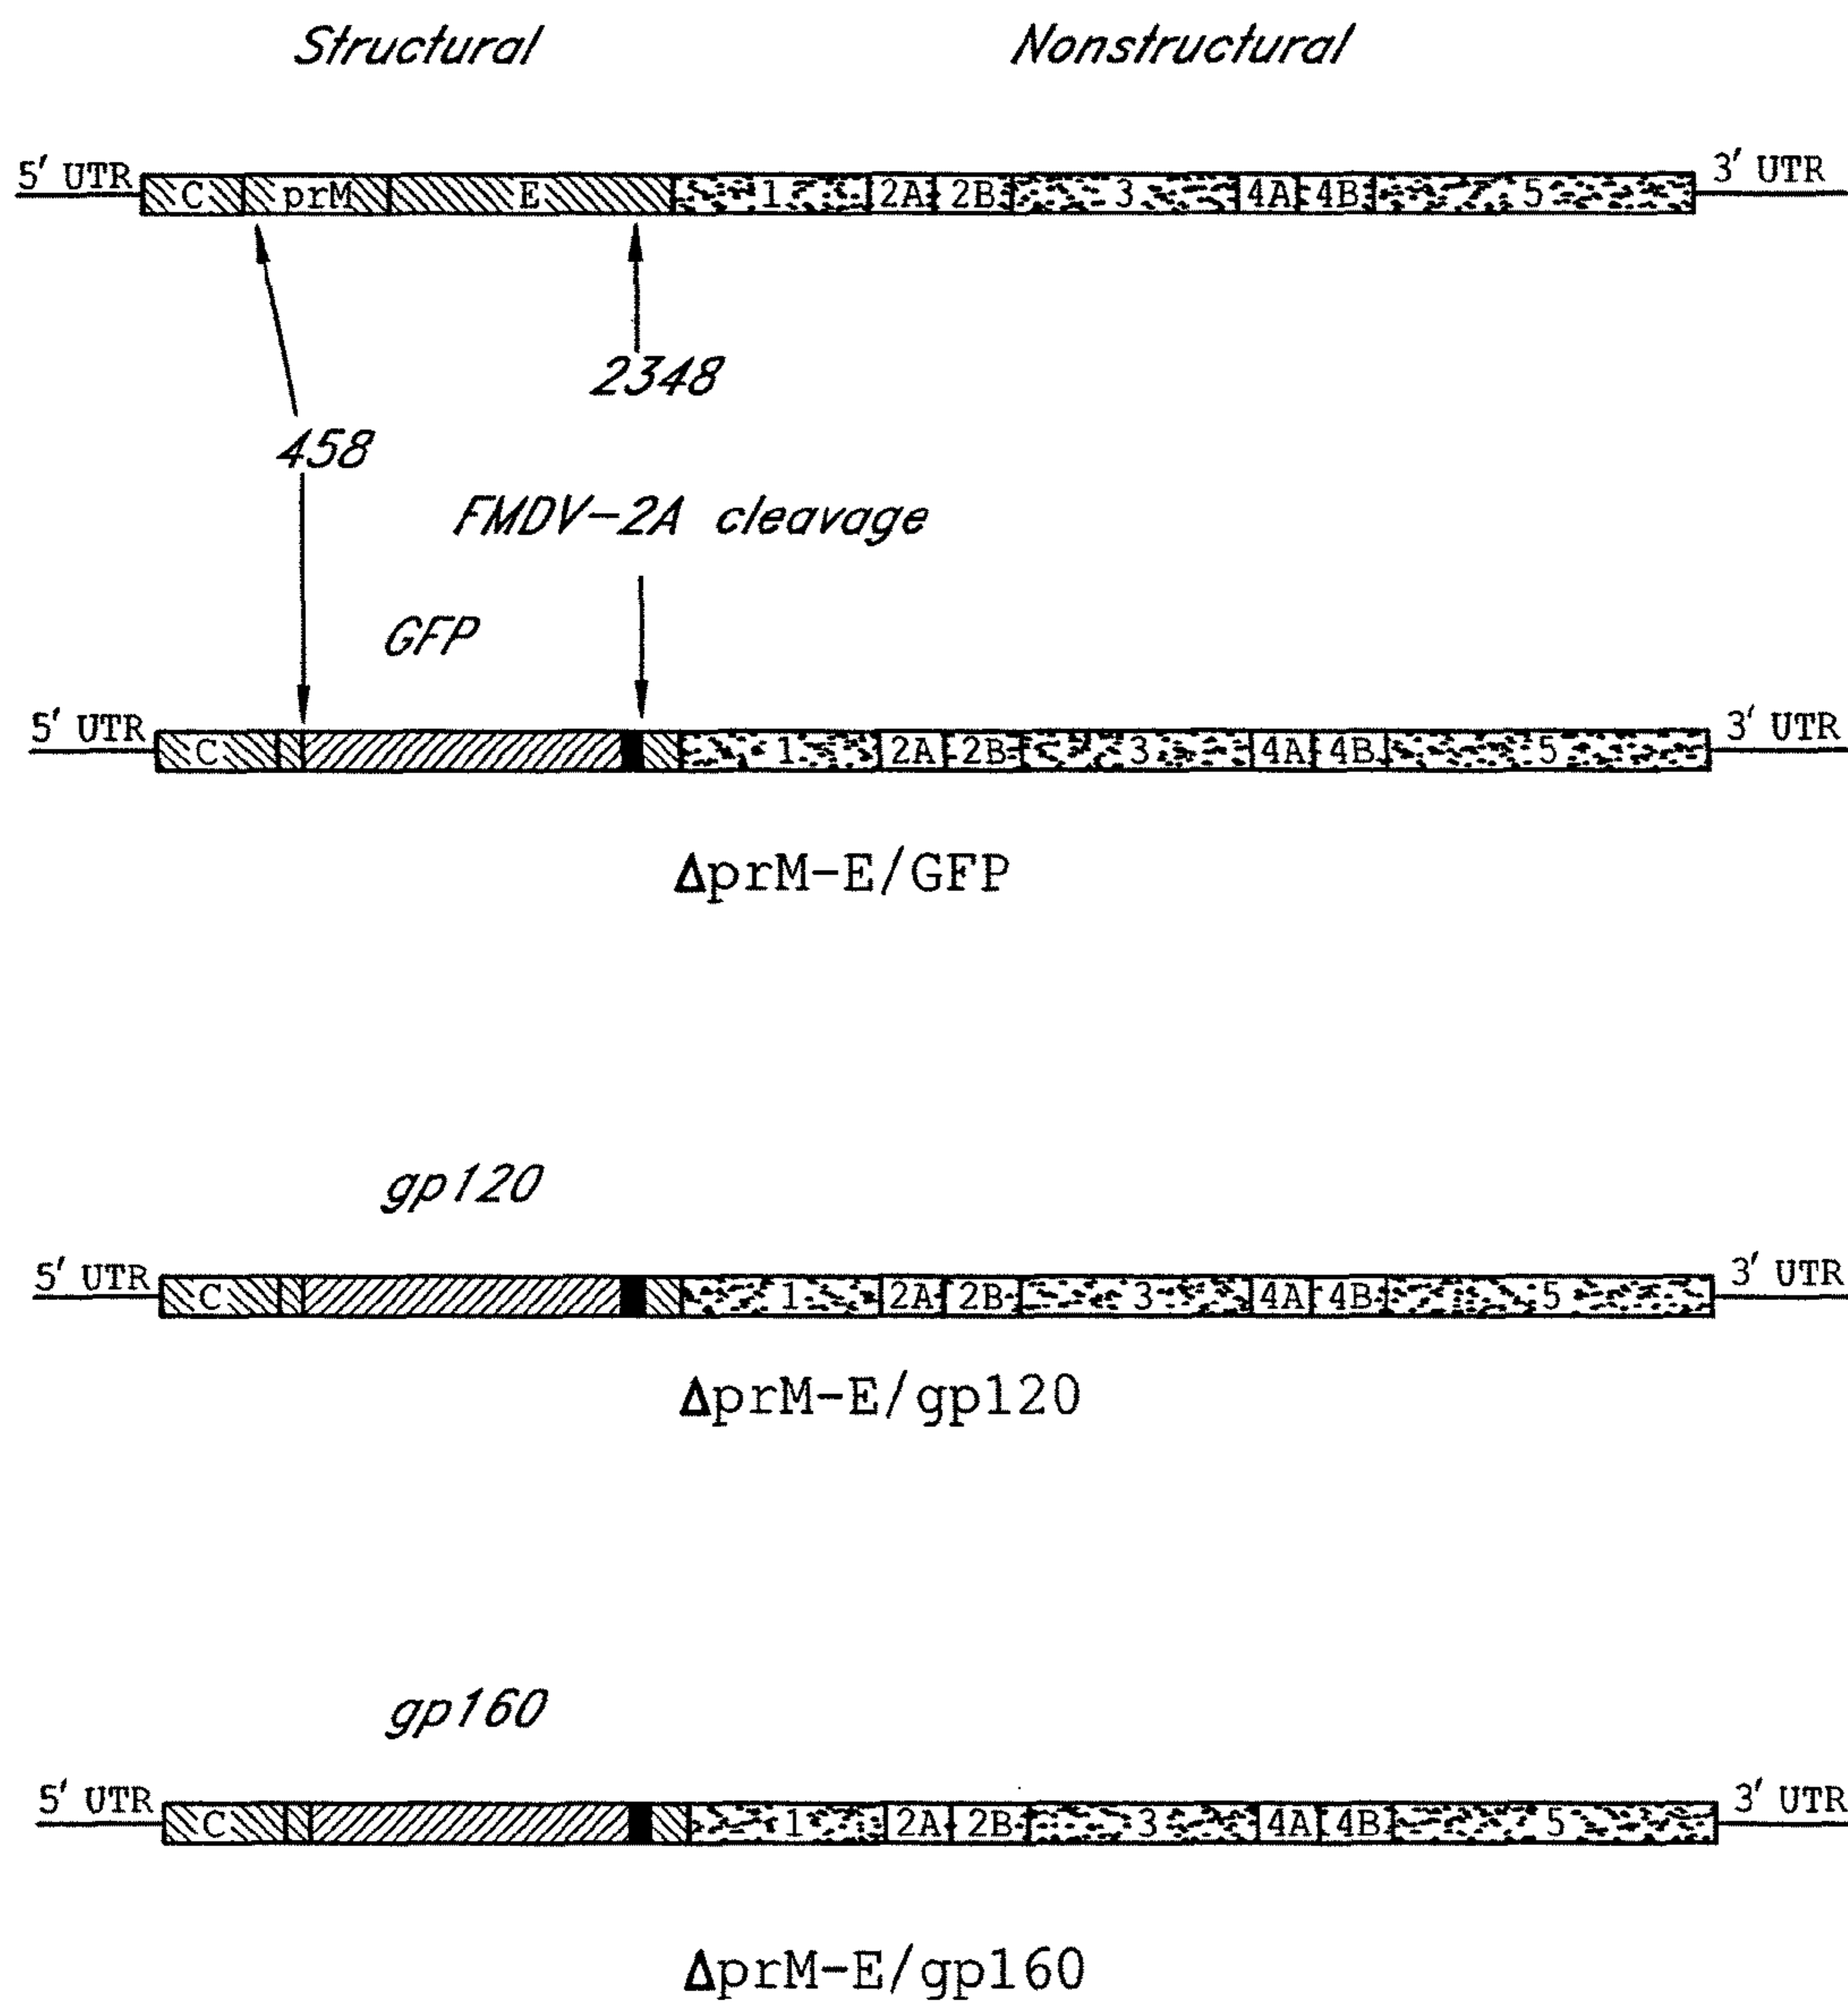 Structural Nonstructural
5' UTR C prM E 1 2A 2B 3 4A 4B 5 3' UTR
2348
458
FMDV-2A cleavage
GFP
5' UTR C 1 2A 2B 3 4A 4B 5 3' UTR
ΔprM-E/GFP
gp120
5' UTR C 1 2A 2B 3 4A 4B 5 3' UTR
ΔprM-E/gp120
gp160
5' UTR C 1 2A 2B 3 4A 4B 5 3' UTR
ΔprM-E/gp160